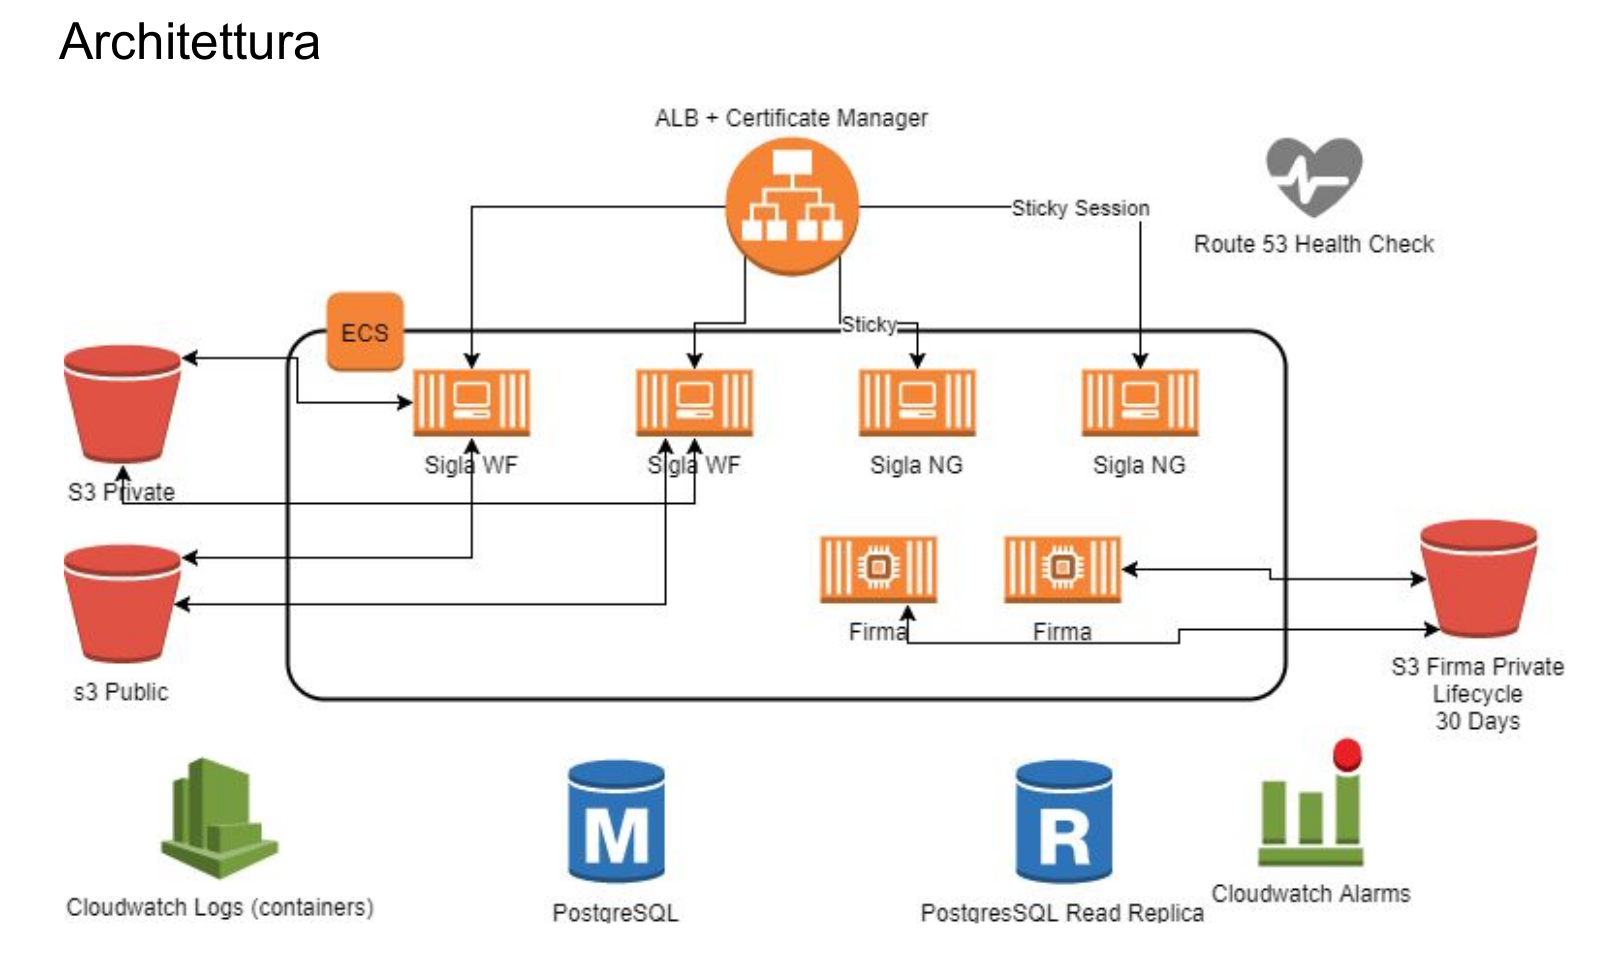 Architettura
ALB + Certificate Manager
Sticky Session
Route 53 Health Check
Sticky
ECS
Sigla WF
Sigla WF
Sigla NG
Sigla NG
S3 Private
Firma
Firma
s3 Public
S3 Firma Private
Lifecycle
30 Days
M
R
Cloudwatch Logs (containers)
PostgreSQL
PostgresSQL Read Replica
Cloudwatch Alarms